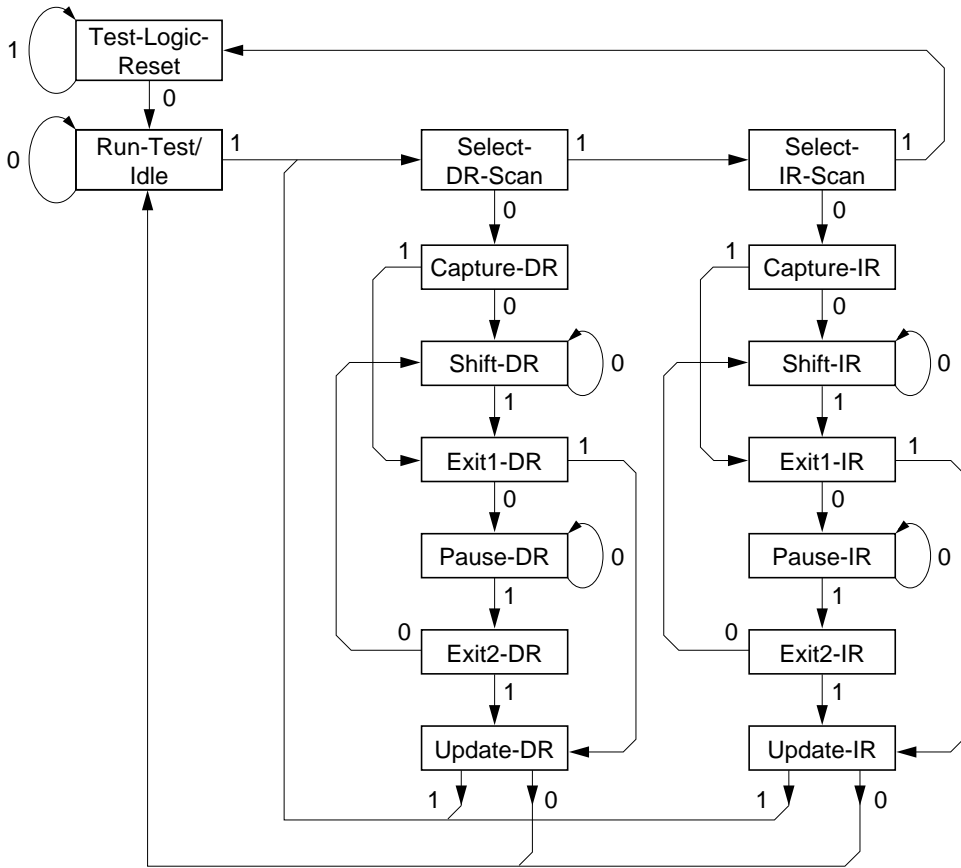 1
Test-Logic-
Reset
0
0
Run-Test/
Idle
1
Select-
DR-Scan
1
Select-
IR-Scan
1
0
0
1
Capture-DR
1
Capture-IR
0
0
Shift-DR
0
Shift-IR
0
1
1
Exit1-DR
1
Exit1-IR
1
0
0
Pause-DR
0
Pause-IR
0
1
1
0
Exit2-DR
0
Exit2-IR
1
1
Update-DR
Update-IR
1
0
1
0